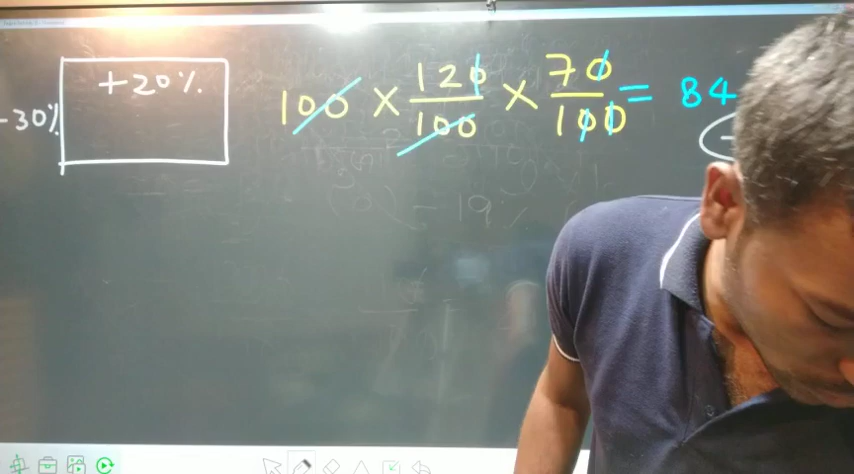 +20%
-30%
100 × 120/100 × 70/100 = 84